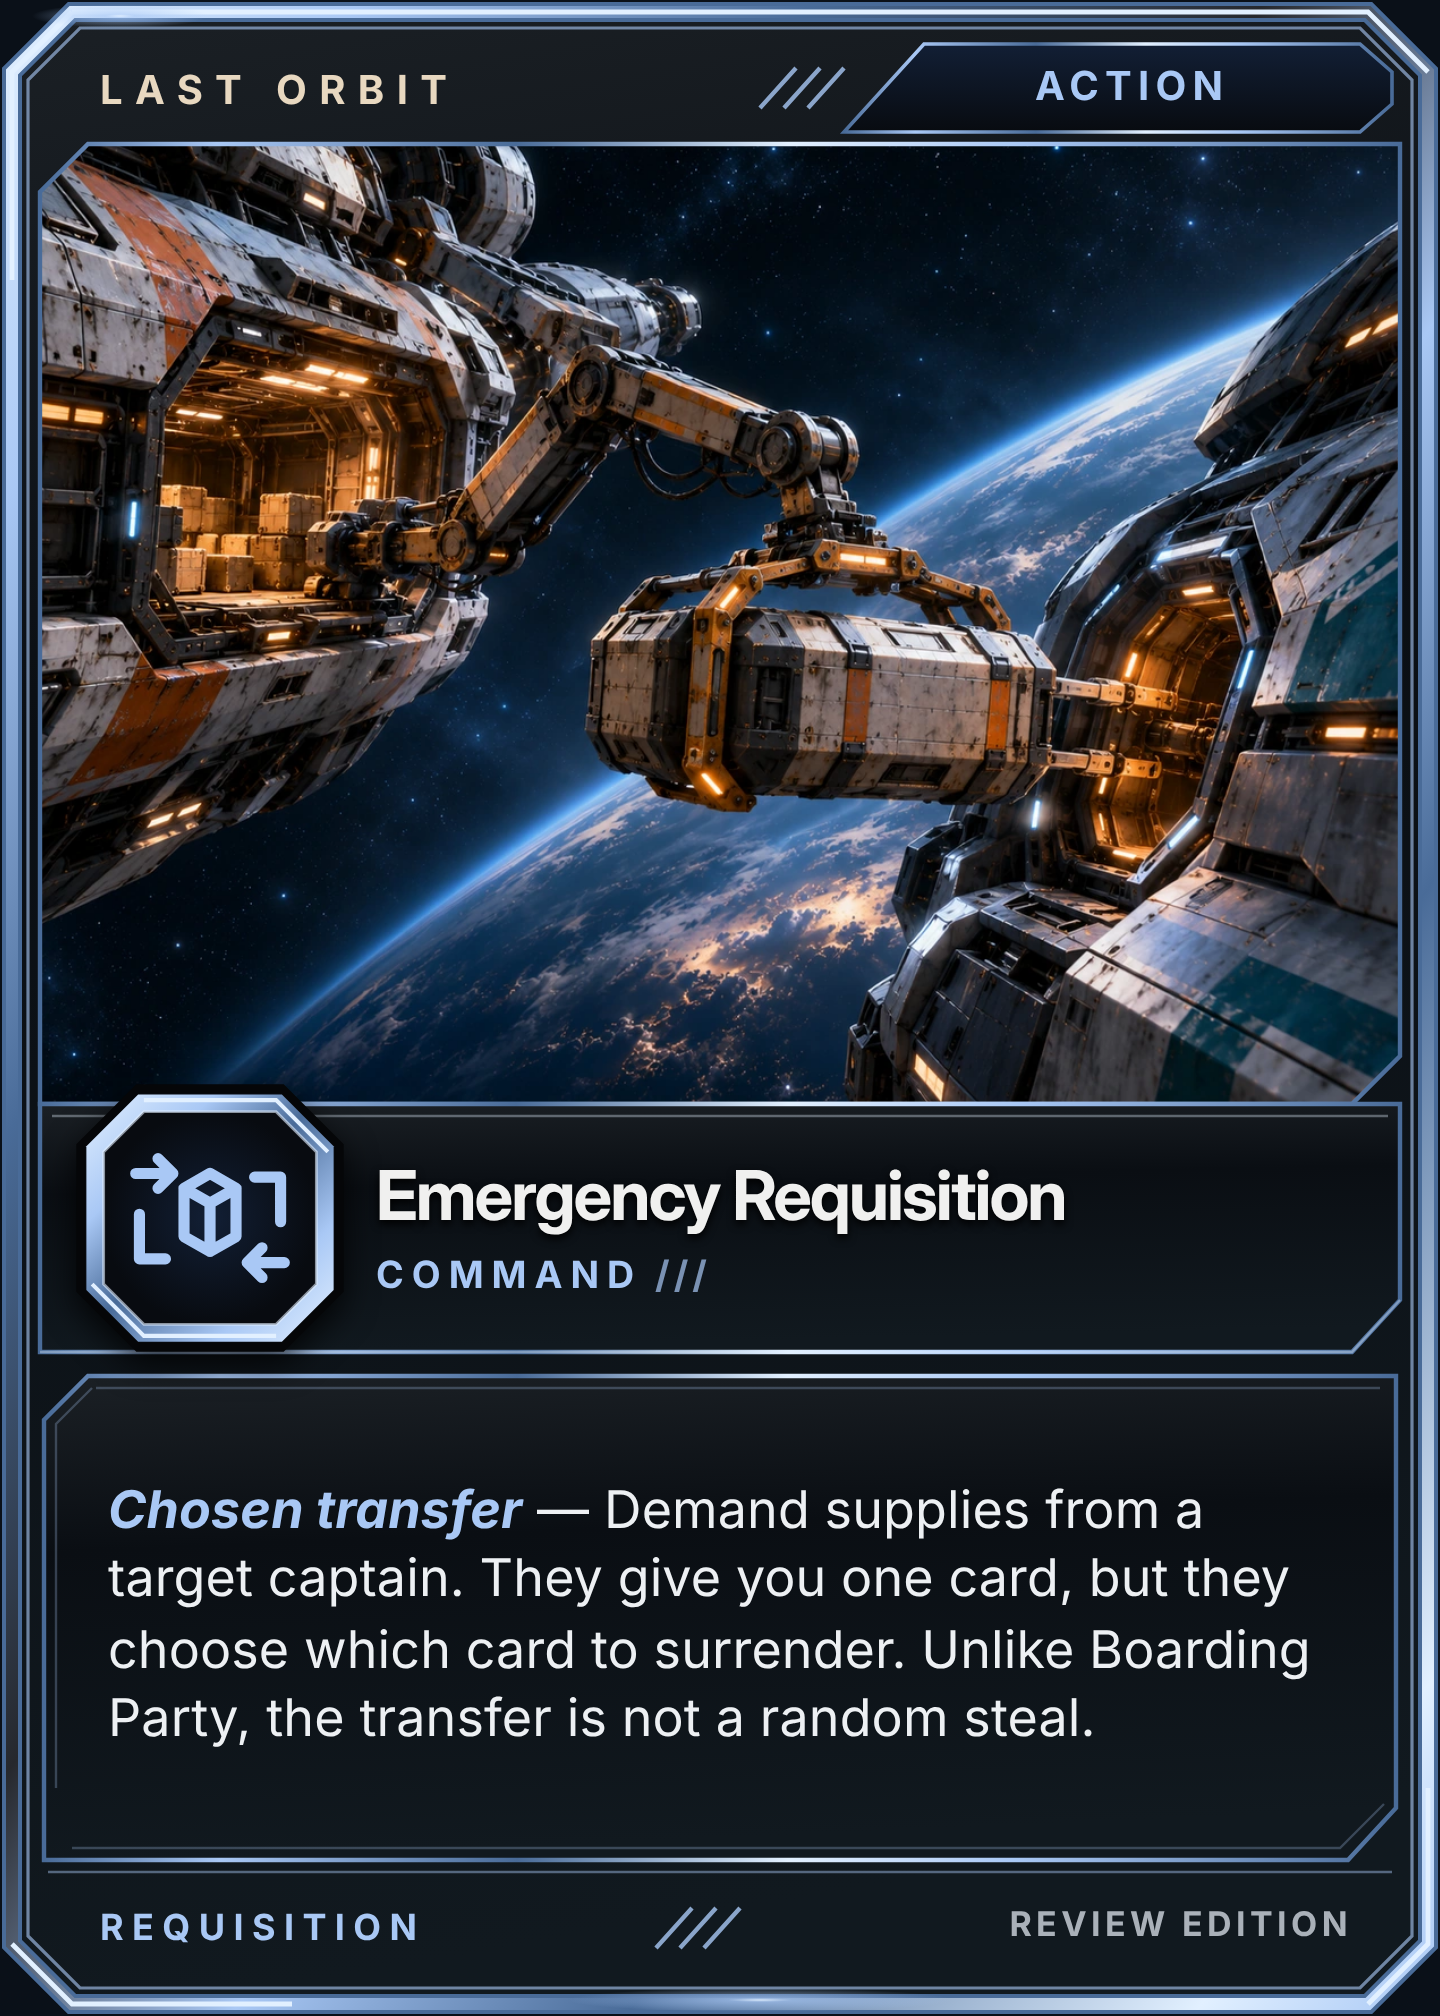 LAST ORBIT
ACTION
Emergency Requisition
COMMAND ///
Chosen transfer — Demand supplies from a
target captain. They give you one card, but they
choose which card to surrender. Unlike Boarding
Party, the transfer is not a random steal.
REQUISITION
REVIEW EDITION